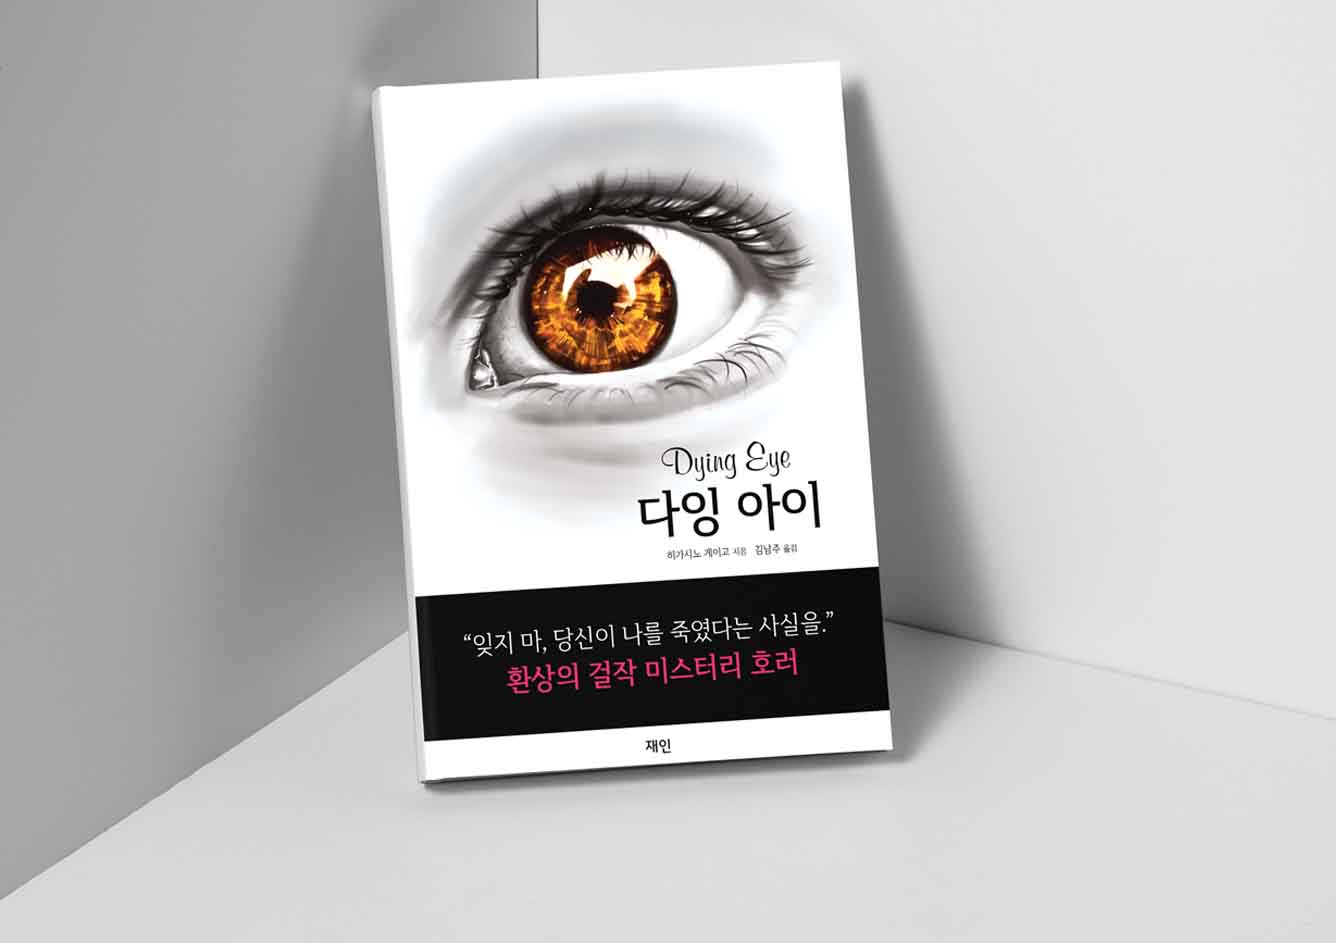 Dying Eye
다잉 아이
히가시노 게이고 지음 김남주 옮김
“잊지 마, 당신이 나를 죽였다는 사실을.”
환상의 걸작 미스터리 호러
재인